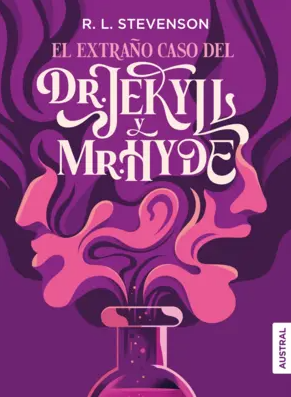 R. L. STEVENSON
EL EXTRAÑO CASO DEL
DR. JEKYLL
y
MR. HYDE
AUSTRAL